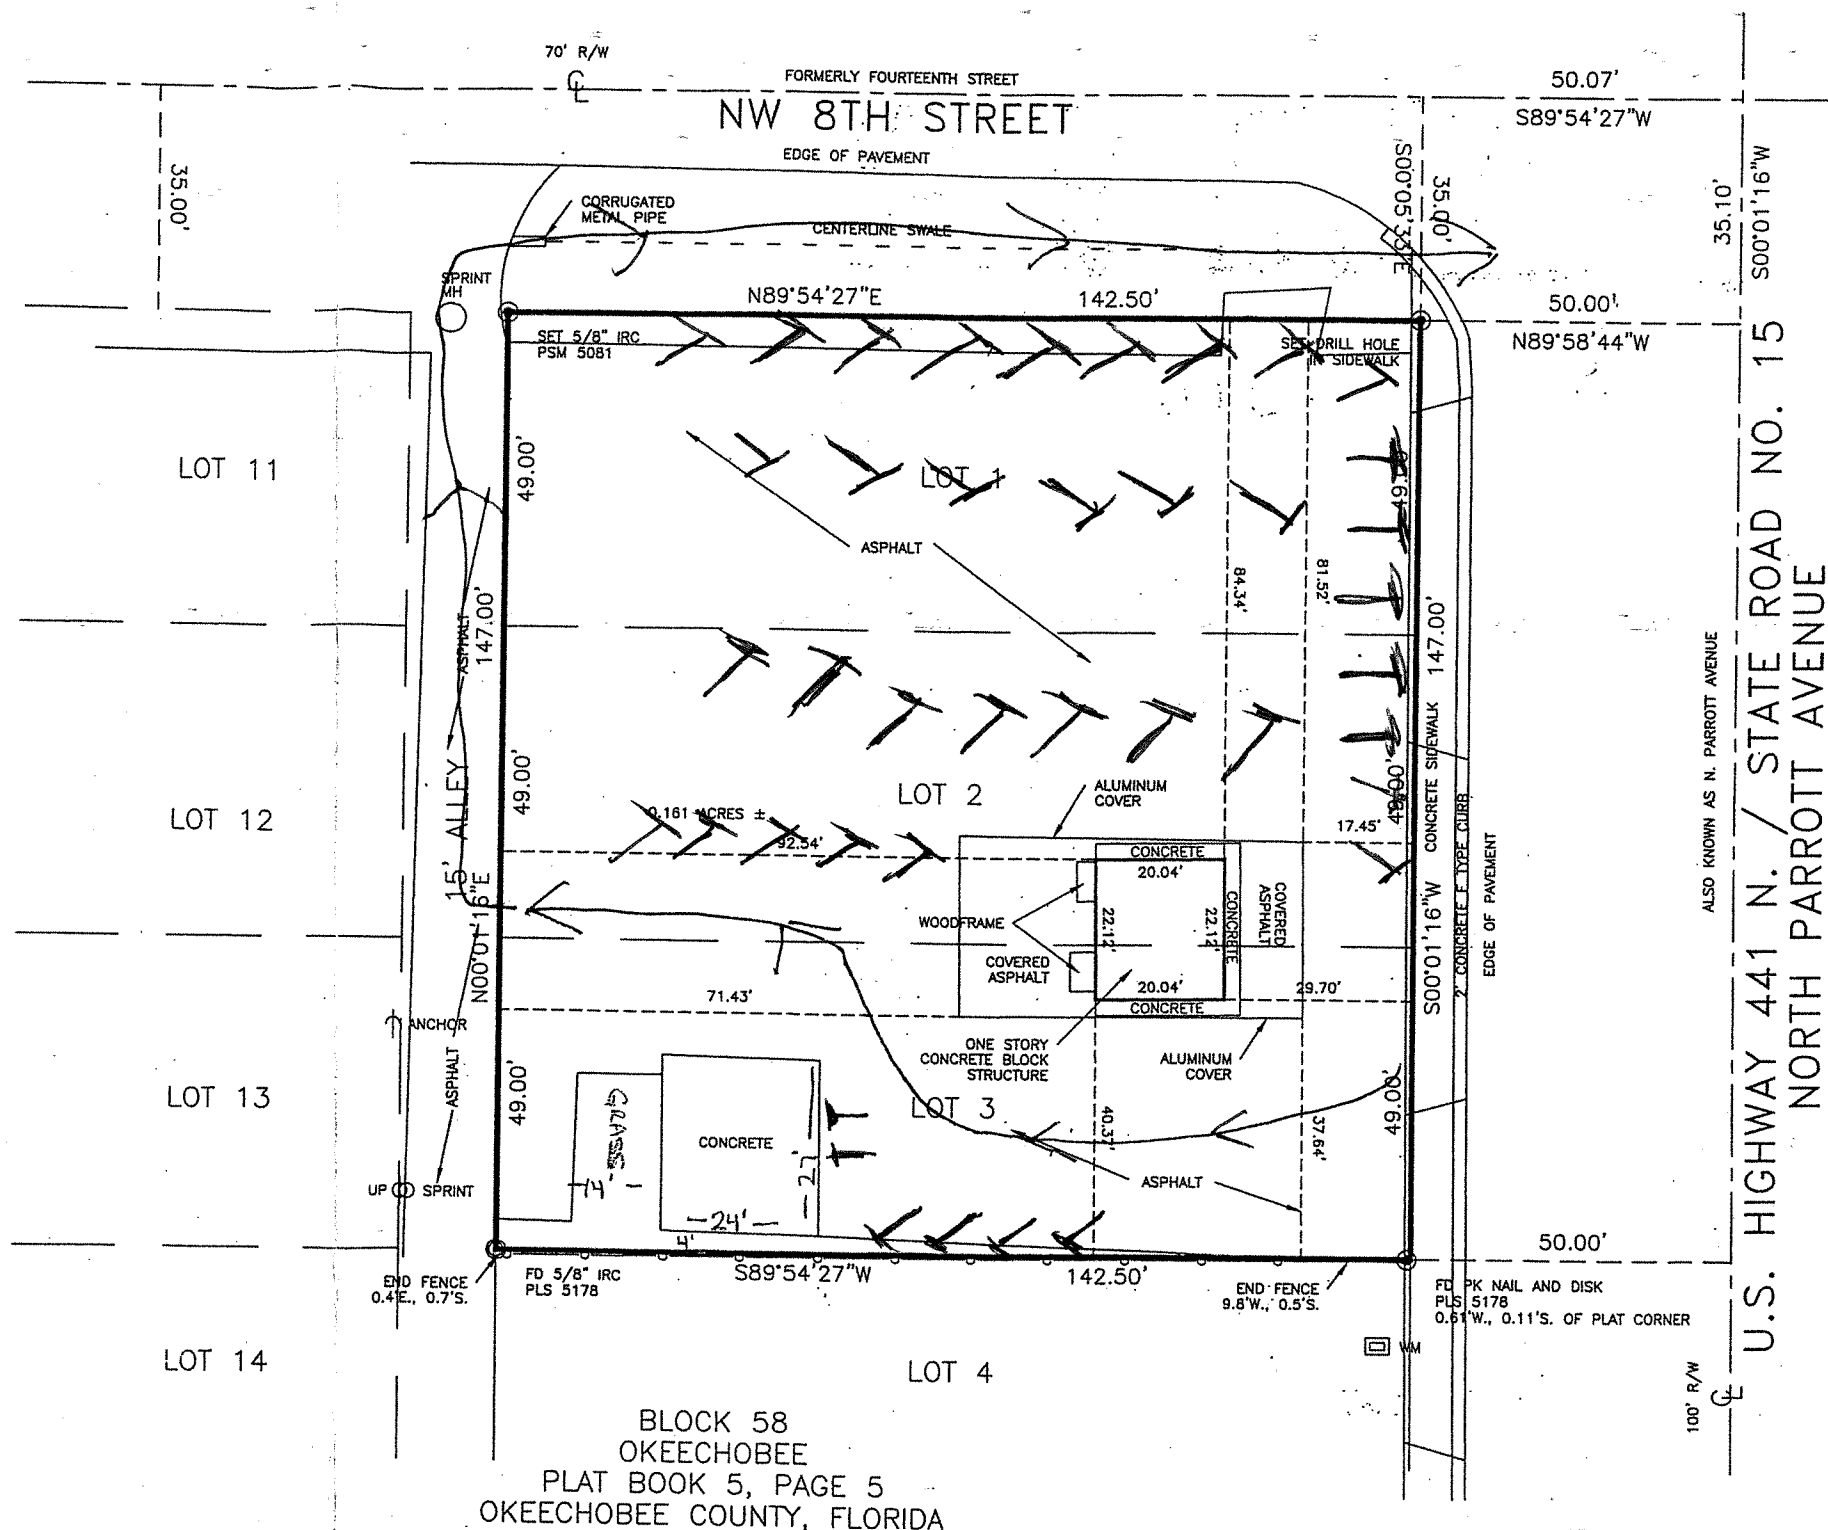 70' R/W
FORMERLY FOURTEENTH STREET
50.07'
NW 8TH STREET
S89°54'27"W
EDGE OF PAVEMENT
35.00'
S00°05'33"E
35.00'
35.10'
S00°01'16"W
CORRUGATED
METAL PIPE
CENTERLINE SWALE
SPRINT
MH
N89°54'27"E
142.50'
50.00'
SET 5/8" IRC
PSM 5081
SET DRILL HOLE
IN SIDEWALK
N89°58'44"W
LOT 11
49.00'
LOT 1
49.00'
ASPHALT
84.34'
81.52'
147.00'
ASPHALT
147.00'
ALSO KNOWN AS N. PARROTT AVENUE
U.S. HIGHWAY 441 N. / STATE ROAD NO. 15
NORTH PARROTT AVENUE
LOT 12
15' ALLEY
49.00'
LOT 2
ALUMINUM
COVER
49.00'
CONCRETE SIDEWALK
2' CONCRETE F TYPE CURB
EDGE OF PAVEMENT
0.161 ACRES ±
92.54'
17.45'
CONCRETE
20.04'
N00°01'16"E
WOODFRAME
22.12'
22.12'
CONCRETE
COVERED
ASPHALT
S00°01'16"W
COVERED
ASPHALT
71.43'
20.04'
29.70'
CONCRETE
ANCHOR
ONE STORY
CONCRETE BLOCK
STRUCTURE
ALUMINUM
COVER
ASPHALT
LOT 13
49.00'
GRASS
CONCRETE
27'
LOT 3
40.37'
37.64'
49.00'
ASPHALT
UP
SPRINT
14'
24'
4'
50.00'
END FENCE
0.4'E., 0.7'S.
FD 5/8" IRC
PLS 5178
S89°54'27"W
142.50'
END FENCE
9.8'W., 0.5'S.
FD PK NAIL AND DISK
PLS 5178
0.61'W., 0.11'S. OF PLAT CORNER
WM
LOT 14
LOT 4
100' R/W
BLOCK 58
OKEECHOBEE
PLAT BOOK 5, PAGE 5
OKEECHOBEE COUNTY, FLORIDA